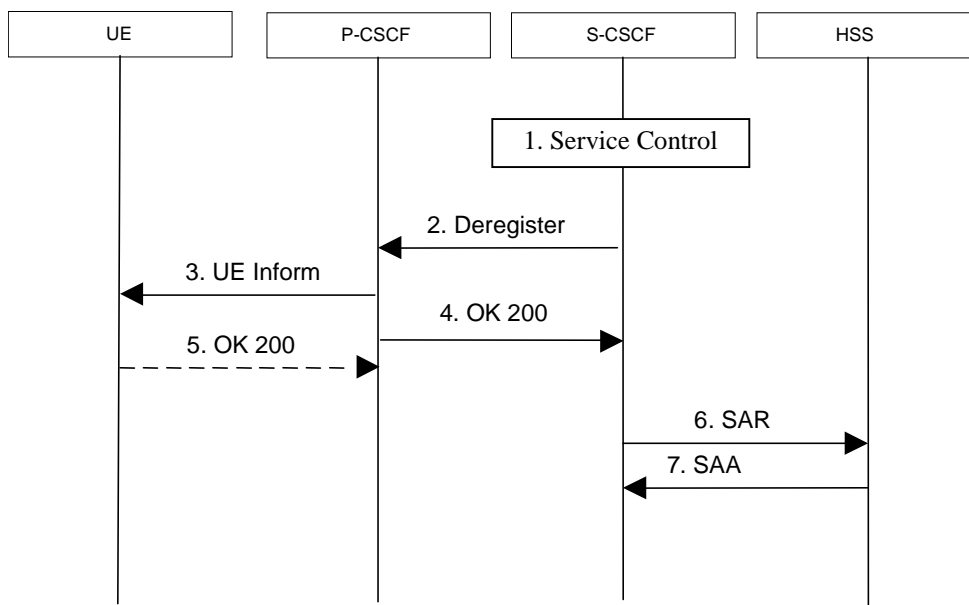 UE
P-CSCF
S-CSCF
HSS
1. Service Control
2. Deregister
3. UE Inform
4. OK 200
5. OK 200
6. SAR
7. SAA